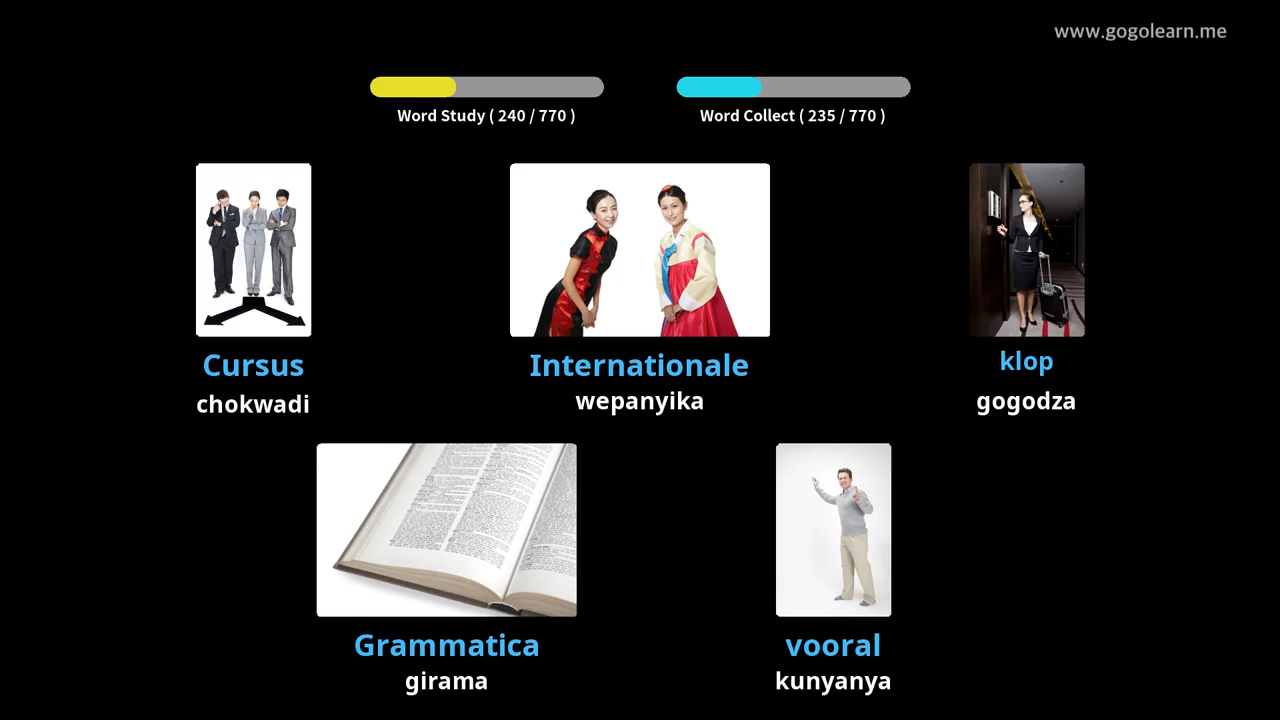 www.gogolearn.me
Word Study ( 240 / 770 )
Word Collect ( 235 / 770 )
Cursus
chokwadi
Internationale
wepanyika
klop
gogodza
Grammatica
girama
vooral
kunyanya